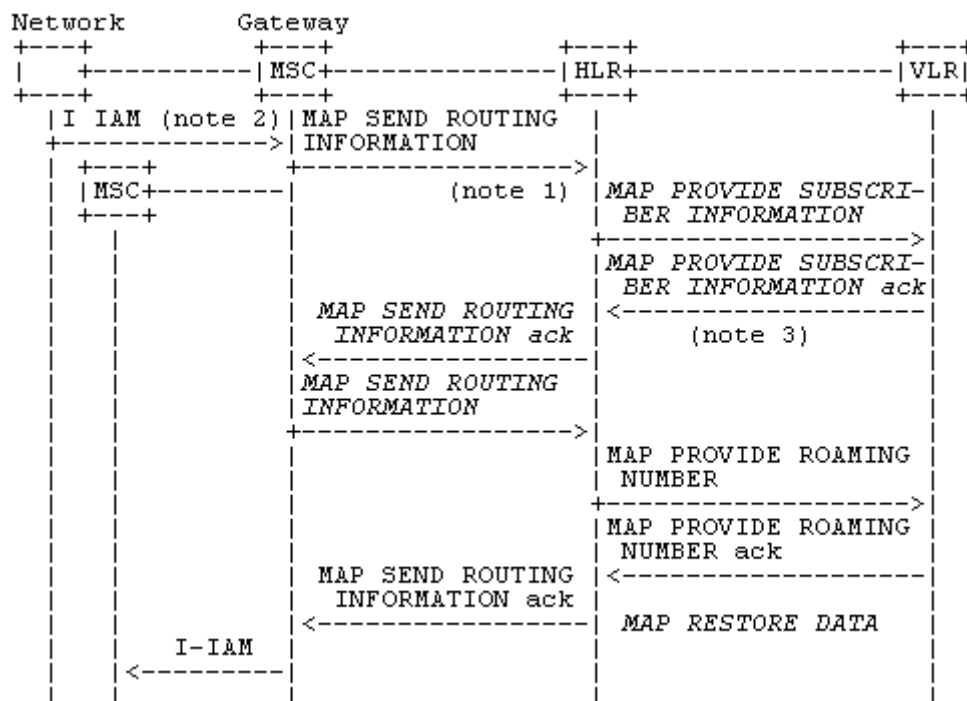 Network Gateway
MSC HLR VLR
I IAM (note 2) MAP SEND ROUTING
INFORMATION
MSC (note 1) MAP PROVIDE SUBSCRI-
BER INFORMATION
MAP PROVIDE SUBSCRI-
BER INFORMATION ack
MAP SEND ROUTING
INFORMATION ack (note 3)
MAP SEND ROUTING
INFORMATION
MAP PROVIDE ROAMING
NUMBER
MAP PROVIDE ROAMING
NUMBER ack
MAP SEND ROUTING
INFORMATION ack
MAP RESTORE DATA
I-IAM